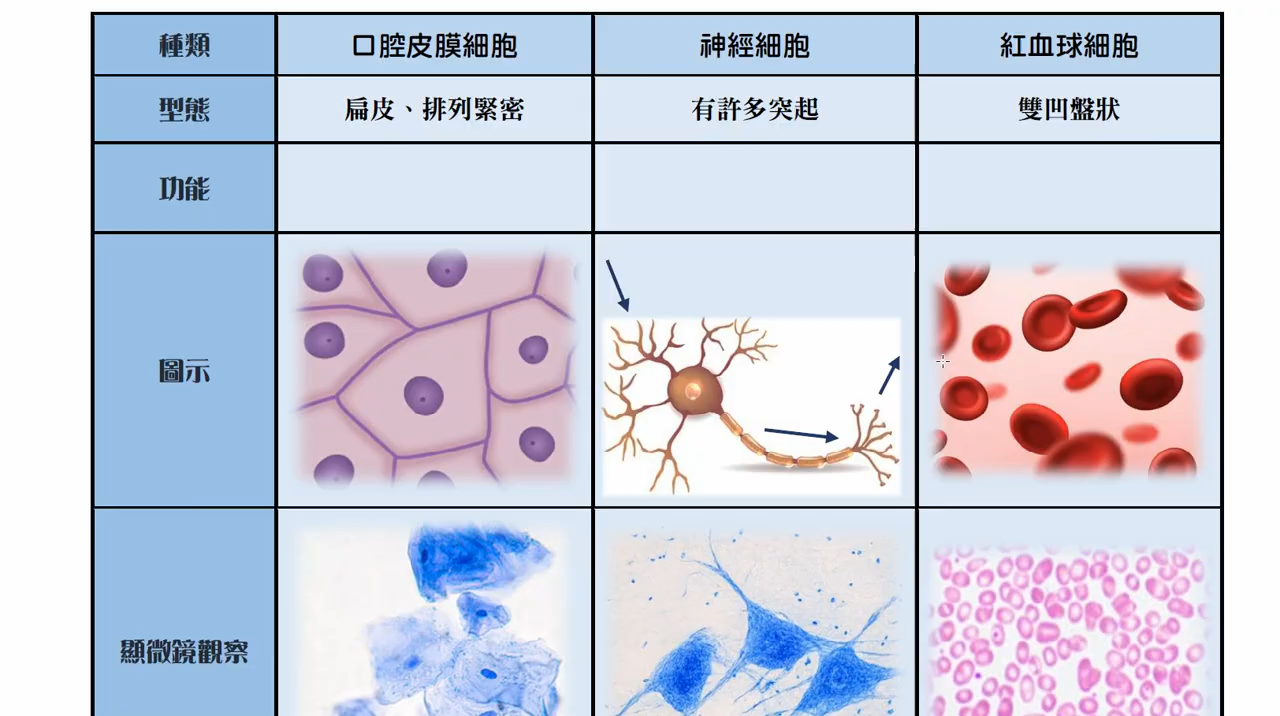 種類 口腔皮膜細胞 神經細胞 紅血球細胞
型態 扁皮、排列緊密 有許多突起 雙凹盤狀
功能
圖示
顯微鏡觀察